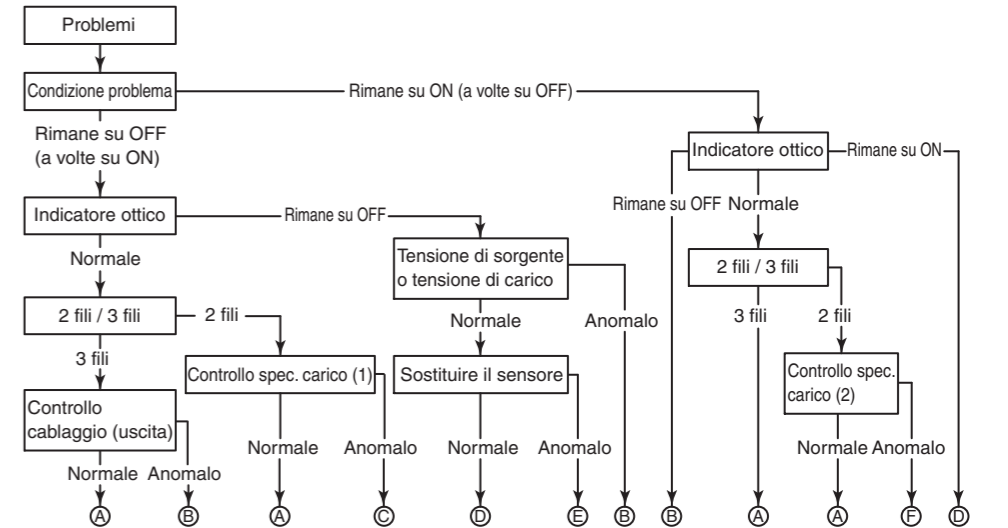 Problemi
Condizione problema
Rimane su ON (a volte su OFF)
Rimane su OFF
(a volte su ON)
Indicatore ottico
Rimane su ON
Rimane su OFF
Normale
Indicatore ottico
Rimane su OFF
Normale
Tensione di sorgente
o tensione di carico
2 fili / 3 fili
2 fili / 3 fili
2 fili
Normale
Anomalo
3 fili
2 fili
3 fili
Controllo spec. carico (1)
Sostituire il sensore
Controllo spec.
carico (2)
Controllo
cablaggio (uscita)
Normale
Anomalo
Normale
Anomalo
Normale
Anomalo
Normale
Anomalo
A
B
A
C
D
E
B
B
A
A
F
D